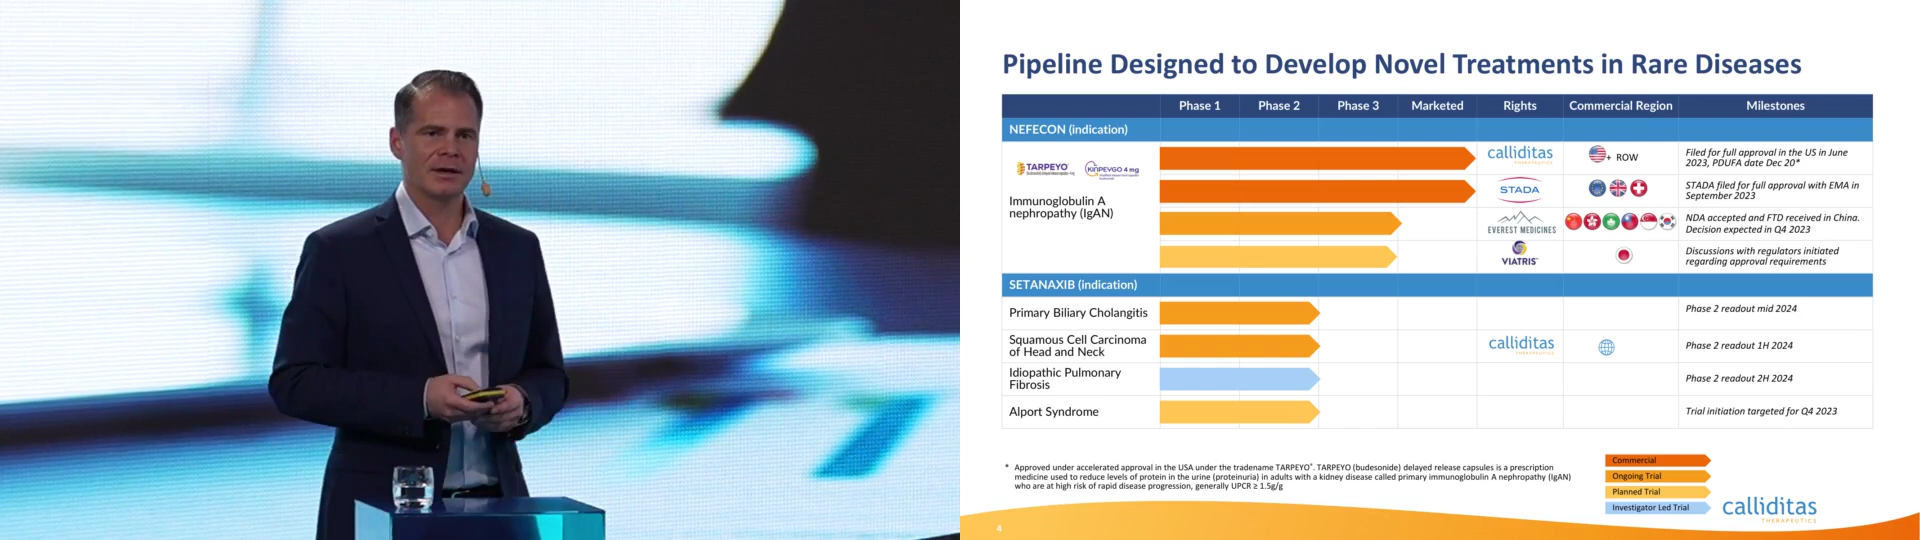 Pipeline Designed to Develop Novel Treatments in Rare Diseases
Phase 1 Phase 2 Phase 3 Marketed Rights Commercial Region Milestones
NEFECON (indication)
TARPEYO KINPEYGO 4 mg
Immunoglobulin A
nephropathy (IgAN)
calliditas
THERAPEUTICS
+ ROW
Filed for full approval in the US in June
2023, PDUFA date Dec 20*
STADA
STADA filed for full approval with EMA in
September 2023
EVEREST MEDICINES
NDA accepted and FTD received in China.
Decision expected in Q4 2023
VIATRIS
Discussions with regulators initiated
regarding approval requirements
SETANAXIB (indication)
Primary Biliary Cholangitis
Phase 2 readout mid 2024
Squamous Cell Carcinoma
of Head and Neck
calliditas
THERAPEUTICS
Phase 2 readout 1H 2024
Idiopathic Pulmonary
Fibrosis
Phase 2 readout 2H 2024
Alport Syndrome
Trial initiation targeted for Q4 2023
* Approved under accelerated approval in the USA under the tradename TARPEYO®. TARPEYO (budesonide) delayed release capsules is a prescription
medicine used to reduce levels of protein in the urine (proteinuria) in adults with a kidney disease called primary immunoglobulin A nephropathy (IgAN)
who are at high risk of rapid disease progression, generally UPCR ≥ 1.5g/g
Commercial
Ongoing Trial
Planned Trial
Investigator Led Trial
calliditas
THERAPEUTICS
4